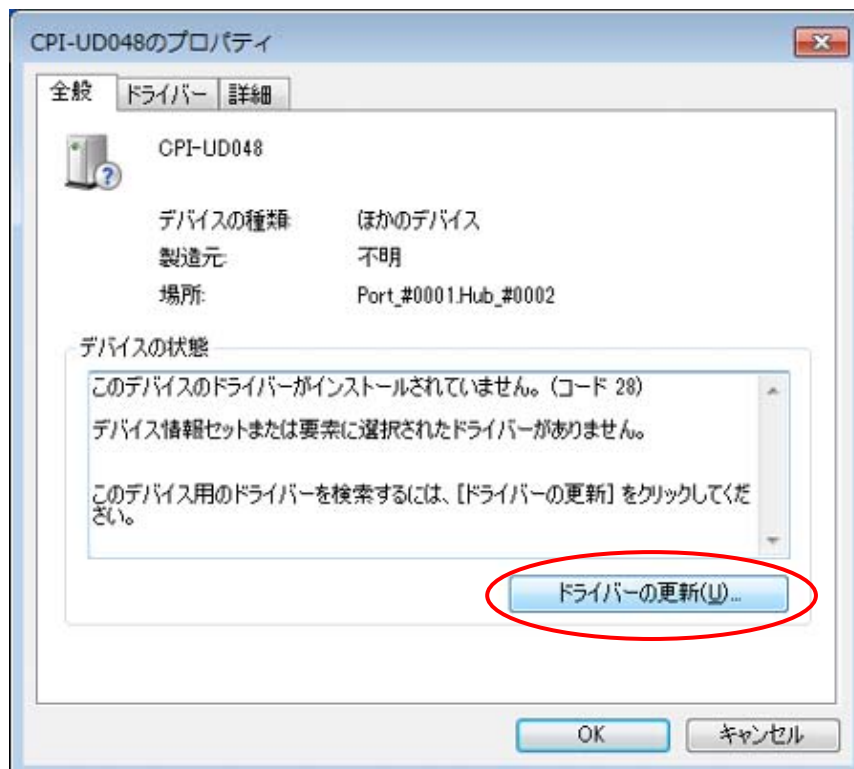 CPI-UD048のプロパティ
全般 ドライバー 詳細
CPI-UD048
デバイスの種類: ほかのデバイス
製造元: 不明
場所: Port_#0001.Hub_#0002
デバイスの状態
このデバイスのドライバーがインストールされていません。(コード 28)
デバイス情報セットまたは要素に選択されたドライバーがありません。
このデバイス用のドライバーを検索するには、[ドライバーの更新] をクリックしてくだ
さい。
ドライバーの更新(U)...
OK キャンセル